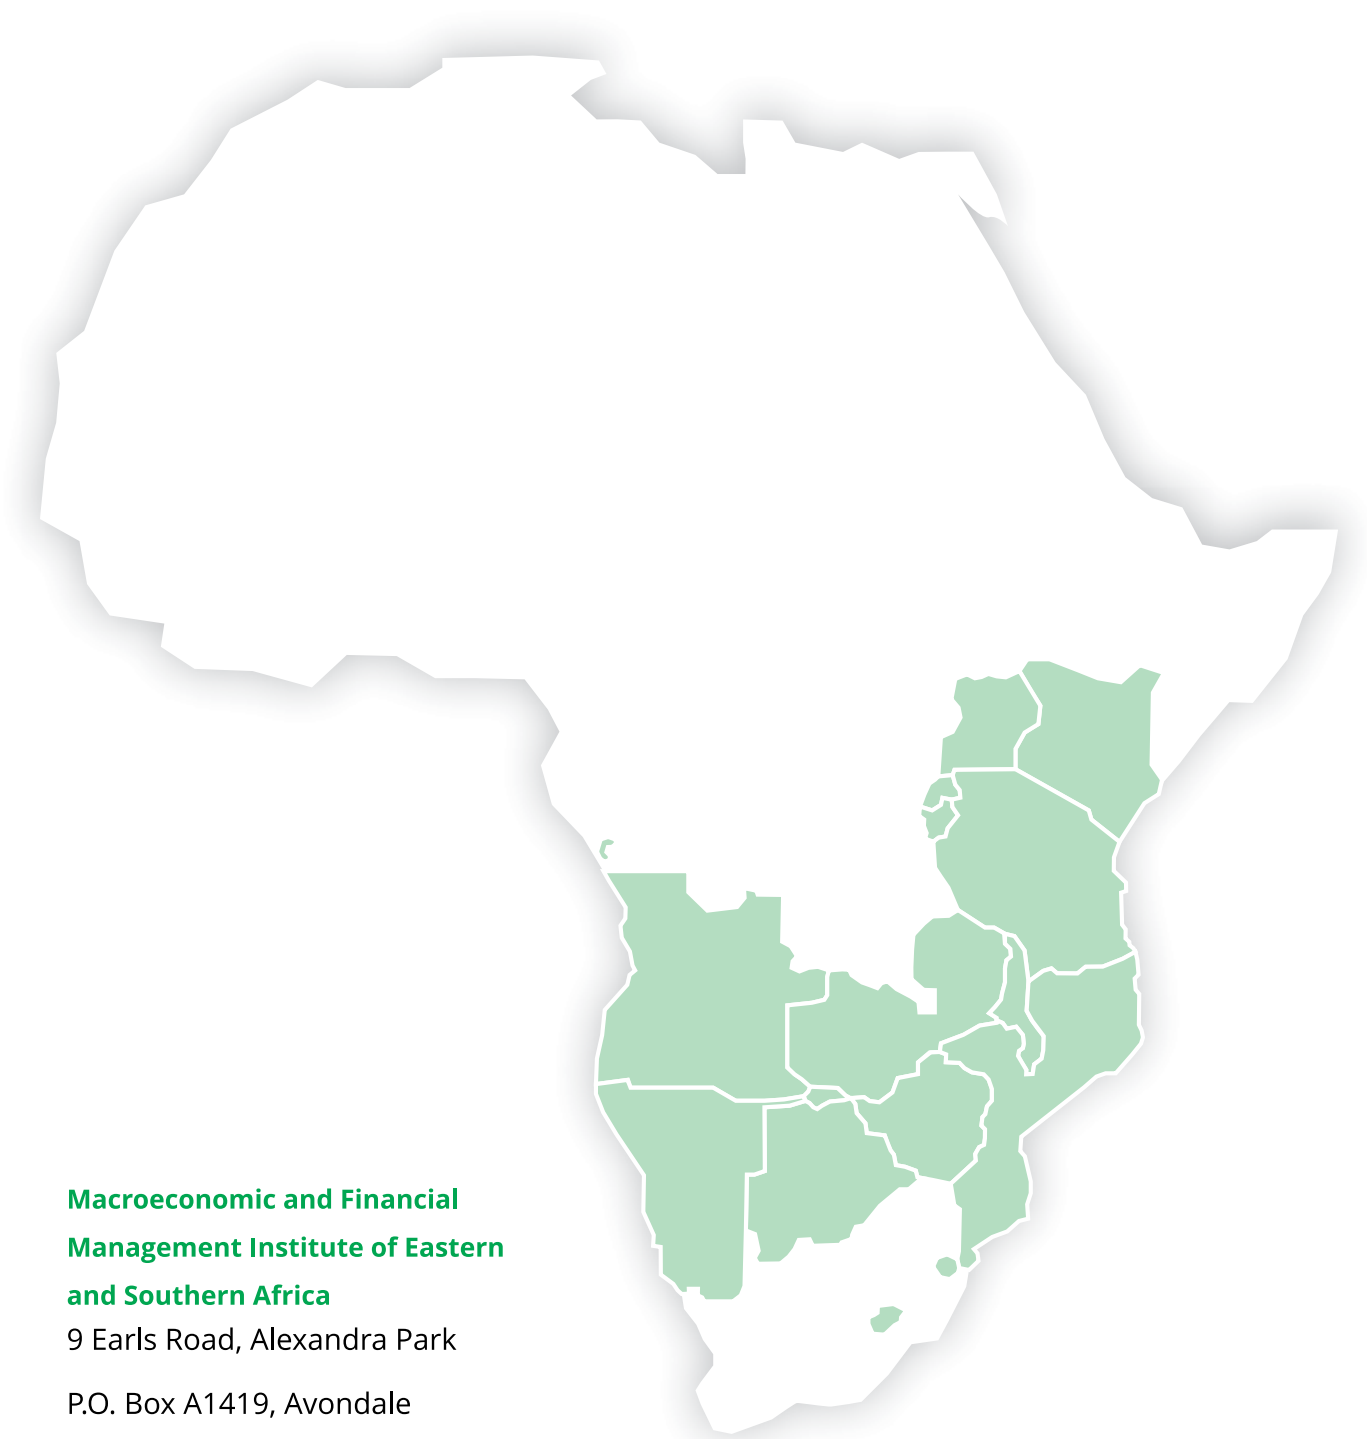 Macroeconomic and Financial
Management Institute of Eastern
and Southern Africa
9 Earls Road, Alexandra Park
P.O. Box A1419, Avondale